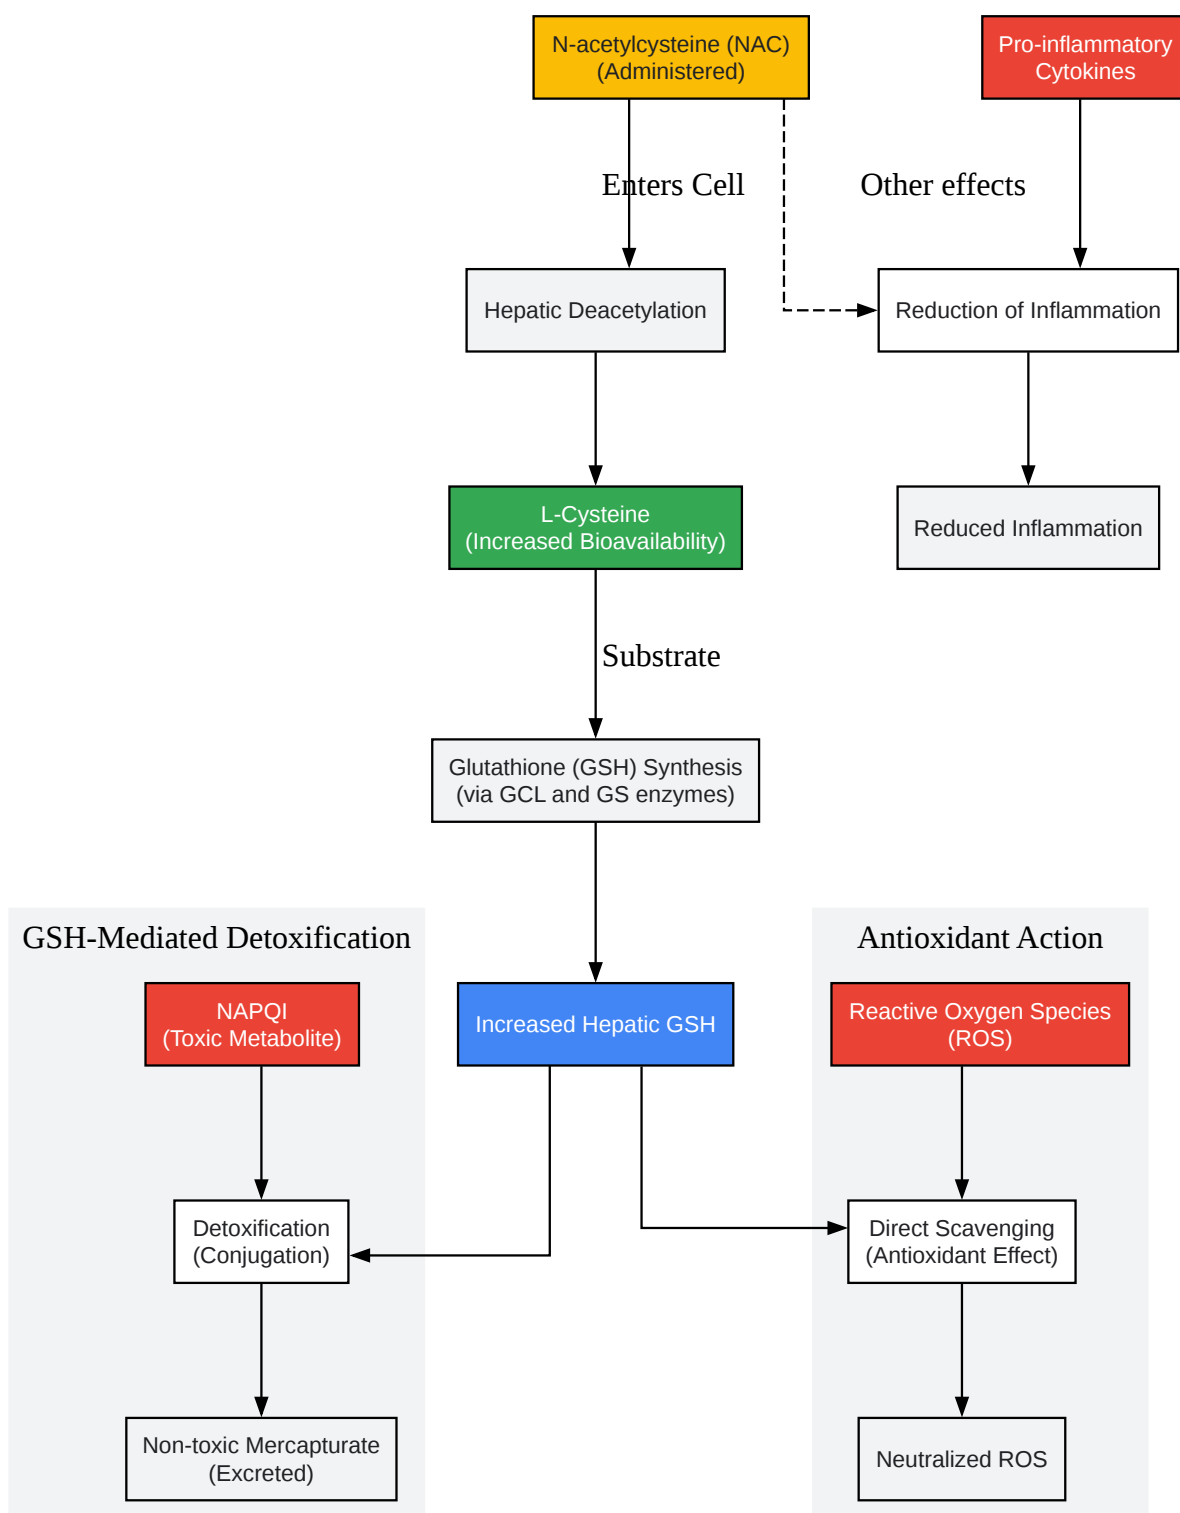 N-acetylcysteine (NAC)
(Administered)
Pro-inflammatory
Cytokines
Enters Cell
Other effects
Hepatic Deacetylation
Reduction of Inflammation
L-Cysteine
(Increased Bioavailability)
Reduced Inflammation
Substrate
Glutathione (GSH) Synthesis
(via GCL and GS enzymes)
GSH-Mediated Detoxification
Antioxidant Action
NAPQI
(Toxic Metabolite)
Increased Hepatic GSH
Reactive Oxygen Species
(ROS)
Detoxification
(Conjugation)
Direct Scavenging
(Antioxidant Effect)
Non-toxic Mercapturate
(Excreted)
Neutralized ROS